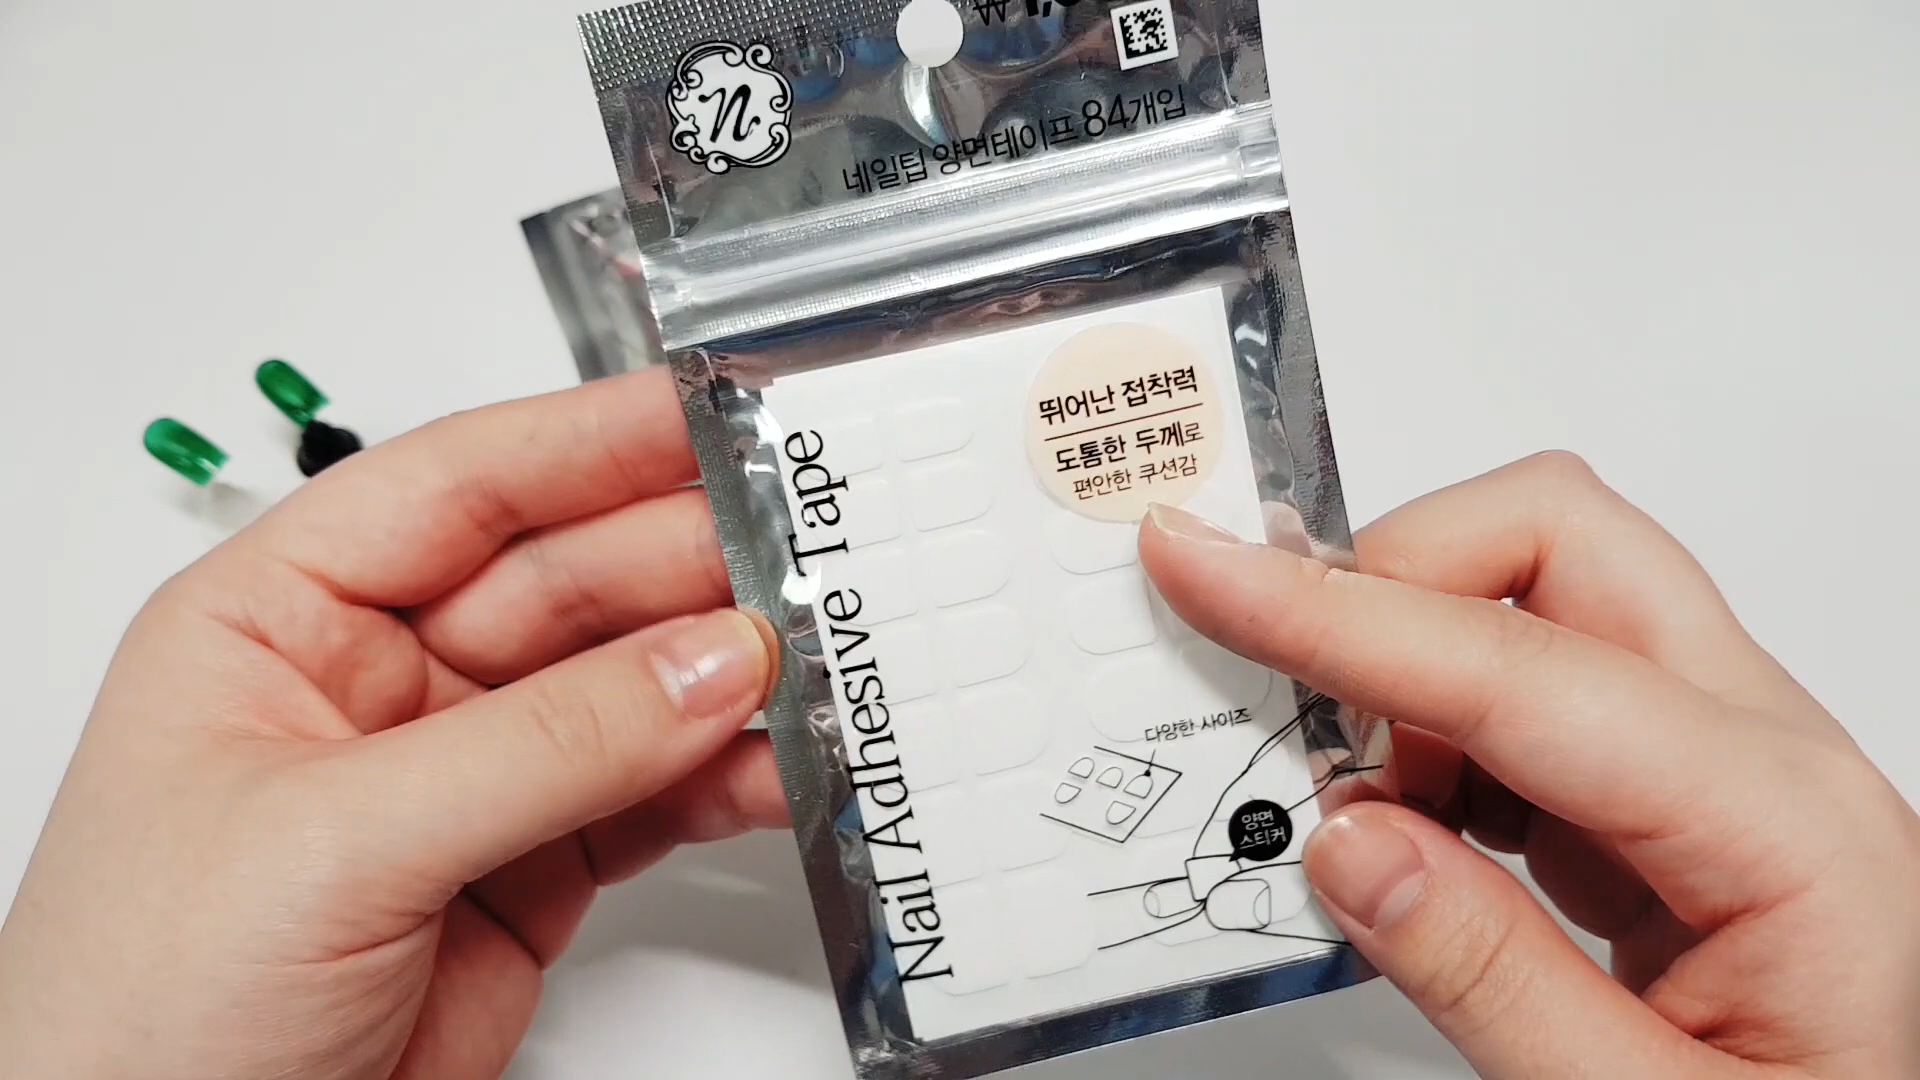 n
네일팁 양면테이프 84개입
뛰어난 접착력
도톰한 두께로
편안한 쿠션감
Nail Adhesive Tape
다양한 사이즈
양면
스티커